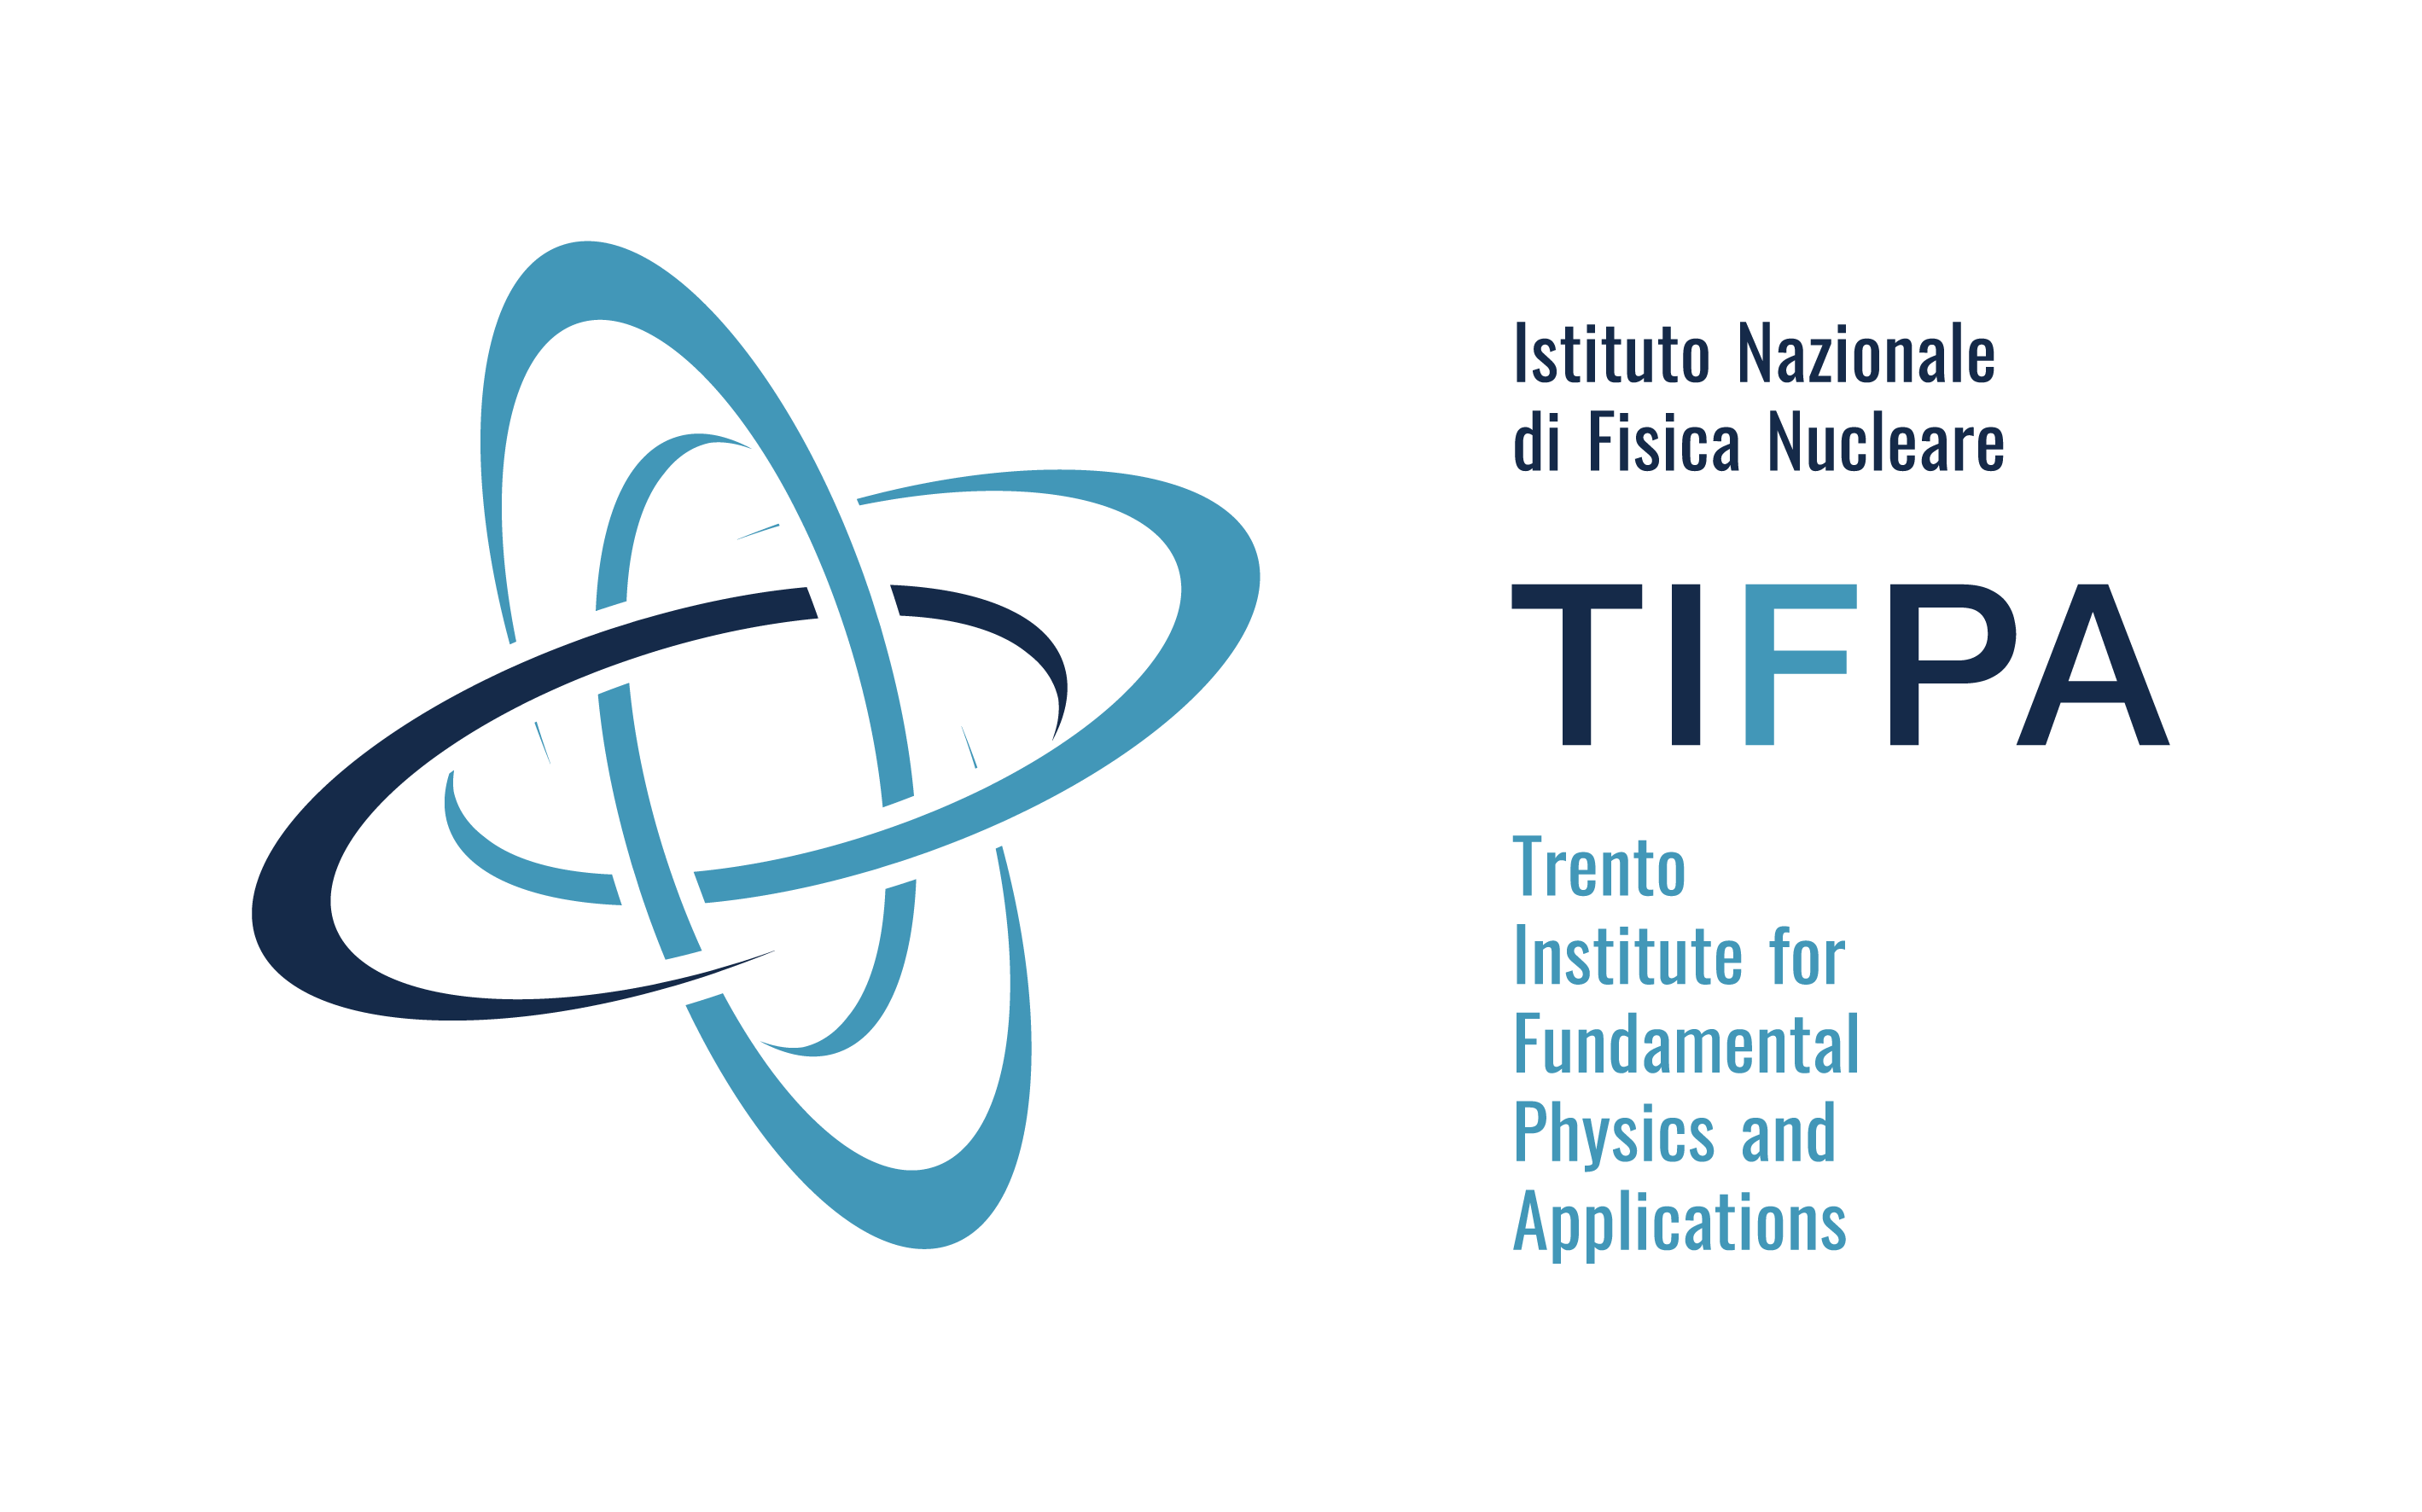 Istituto Nazionale
di Fisica Nucleare
TIFPA
Trento
Institute for
Fundamental
Physics and
Applications